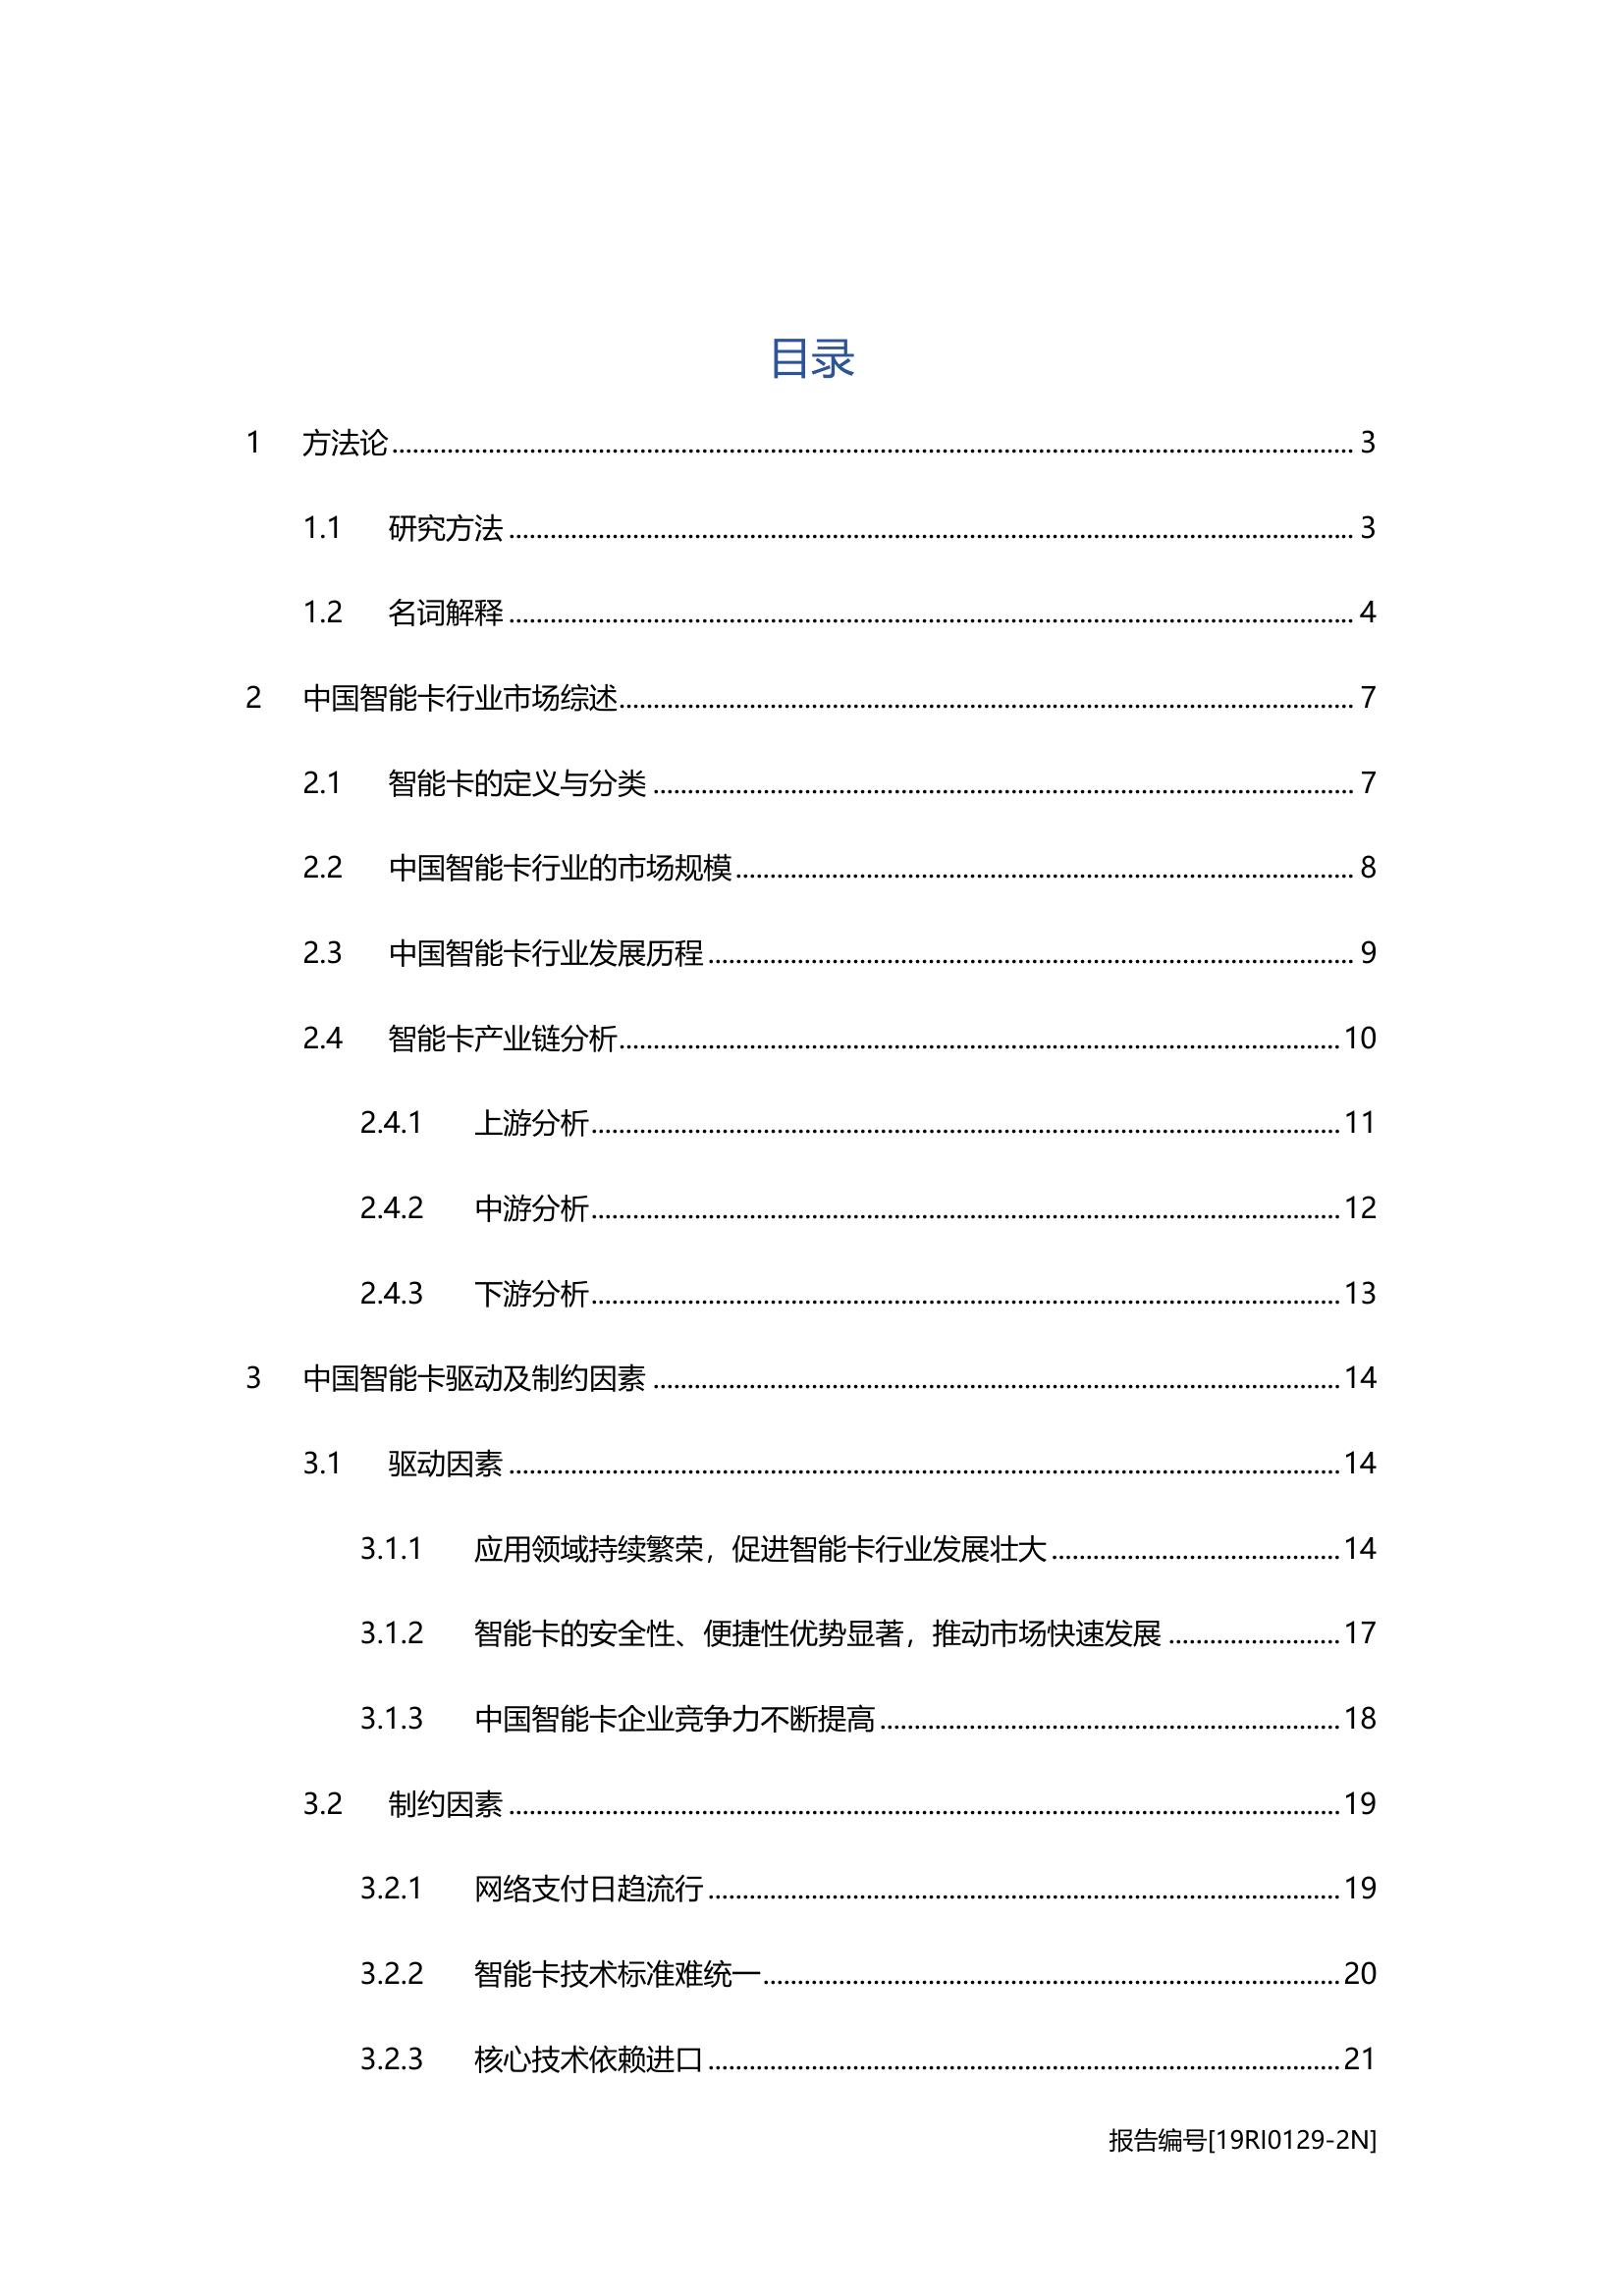 目录
1 方法论 3
1.1 研究方法 3
1.2 名词解释 4
2 中国智能卡行业市场综述 7
2.1 智能卡的定义与分类 7
2.2 中国智能卡行业的市场规模 8
2.3 中国智能卡行业发展历程 9
2.4 智能卡产业链分析 10
2.4.1 上游分析 11
2.4.2 中游分析 12
2.4.3 下游分析 13
3 中国智能卡驱动及制约因素 14
3.1 驱动因素 14
3.1.1 应用领域持续繁荣，促进智能卡行业发展壮大 14
3.1.2 智能卡的安全性、便捷性优势显著，推动市场快速发展 17
3.1.3 中国智能卡企业竞争力不断提高 18
3.2 制约因素 19
3.2.1 网络支付日趋流行 19
3.2.2 智能卡技术标准难统一 20
3.2.3 核心技术依赖进口 21
报告编号[19RI0129-2N]